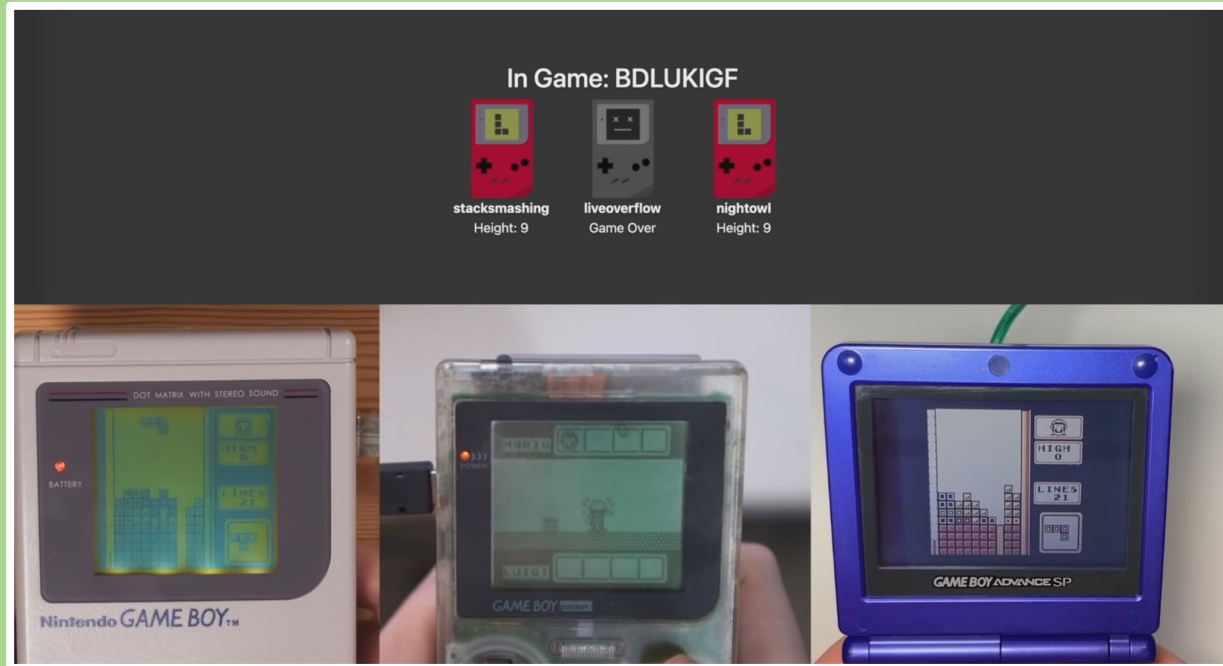 In Game: BDLUKIGF
stacksmashing
liveoverflow
nightowl
Height: 9
Game Over
Height: 9
DOT MATRIX WITH STEREO SOUND
BATTERY
HIGH
0
LINES
21
Nintendo GAME BOY™
MARIO
POWER
LUIGI
GAME BOY pocket
HIGH
0
LINES
21
GAME BOY ADVANCE SP